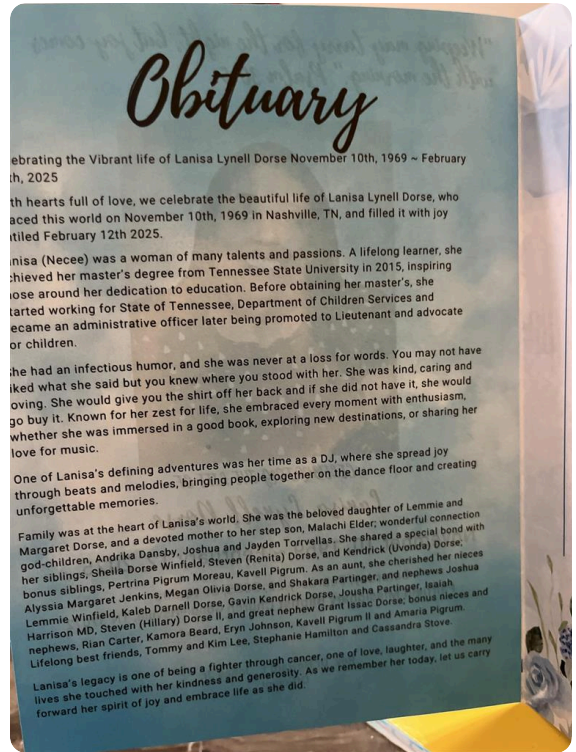 Obituary
ebrating the Vibrant life of Lanisa Lynell Dorse November 10th, 1969 ~ February
th, 2025
th hearts full of love, we celebrate the beautiful life of Lanisa Lynell Dorse, who
aced this world on November 10th, 1969 in Nashville, TN, and filled it with joy
tiled February 12th 2025.
nisa (Necee) was a woman of many talents and passions. A lifelong learner, she
chieved her master's degree from Tennessee State University in 2015, inspiring
ose around her dedication to education. Before obtaining her master's, she
tarted working for State of Tennessee, Department of Children Services and
ecame an administrative officer later being promoted to Lieutenant and advocate
or children.
he had an infectious humor, and she was never at a loss for words. You may not have
iked what she said but you knew where you stood with her. She was kind, caring and
oving. She would give you the shirt off her back and if she did not have it, she would
go buy it. Known for her zest for life, she embraced every moment with enthusiasm,
whether she was immersed in a good book, exploring new destinations, or sharing her
love for music.
One of Lanisa's defining adventures was her time as a DJ, where she spread joy
through beats and melodies, bringing people together on the dance floor and creating
unforgettable memories.
Family was at the heart of Lanisa's world. She was the beloved daughter of Lemmie and
Margaret Dorse, and a devoted mother to her step son, Malachi Elder; wonderful connection
god-children, Andrika Dansby, Joshua and Jayden Torrvellas. She shared a special bond with
her siblings, Sheila Dorse Winfield, Steven (Renita) Dorse, and Kendrick (Uvonda) Dorse;
bonus siblings, Pertrina Pigrum Moreau, Kavell Pigrum. As an aunt, she cherished her nieces
Alyssia Margaret Jenkins, Megan Olivia Dorse, and Shakara Partinger, and nephews Joshua
Lemmie Winfield, Kaleb Darnell Dorse, Gavin Kendrick Dorse, Jousha Partinger, Isaiah
Harrison MD, Steven (Hillary) Dorse II, and great nephew Grant Issac Dorse; bonus nieces and
nephews, Rian Carter, Kamora Beard, Eryn Johnson, Kavell Pigrum II and Amaria Pigrum.
Lifelong best friends, Tommy and Kim Lee, Stephanie Hamilton and Cassandra Stove.
Lanisa's legacy is one of being a fighter through cancer, one of love, laughter, and the many
lives she touched with her kindness and generosity. As we remember her today, let us carry
forward her spirit of joy and embrace life as she did.